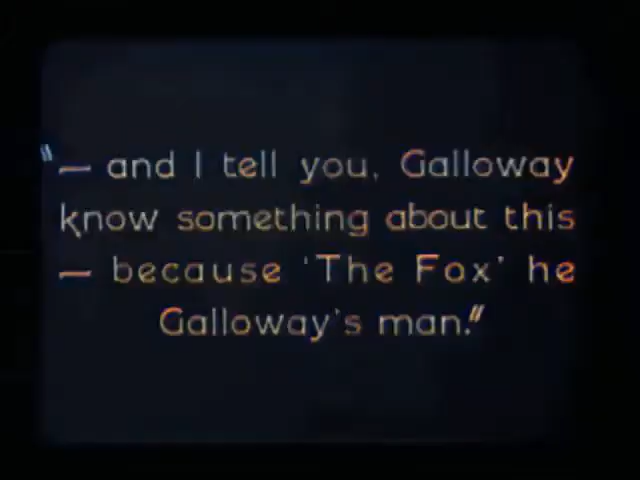 "— and I tell you, Galloway
know something about this
— because 'The Fox' he
Galloway's man."